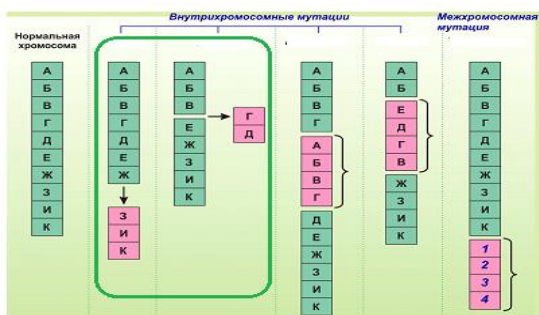 Внутрихромосомные мутации
Межхромосомная
мутация
Нормальная
хромосома
А
Б
В
Г
Д
Е
Ж
З
И
К
А
Б
В
Г
Д
Е
Ж
З
И
К
А
Б
В
Е
Ж
З
И
К
Г
Д
А
Б
В
Г
А
Б
В
Г
Д
Е
Ж
З
И
К
А
Б
Е
Д
Г
В
Ж
З
И
К
А
Б
В
Г
Д
Е
Ж
З
И
К
1
2
3
4